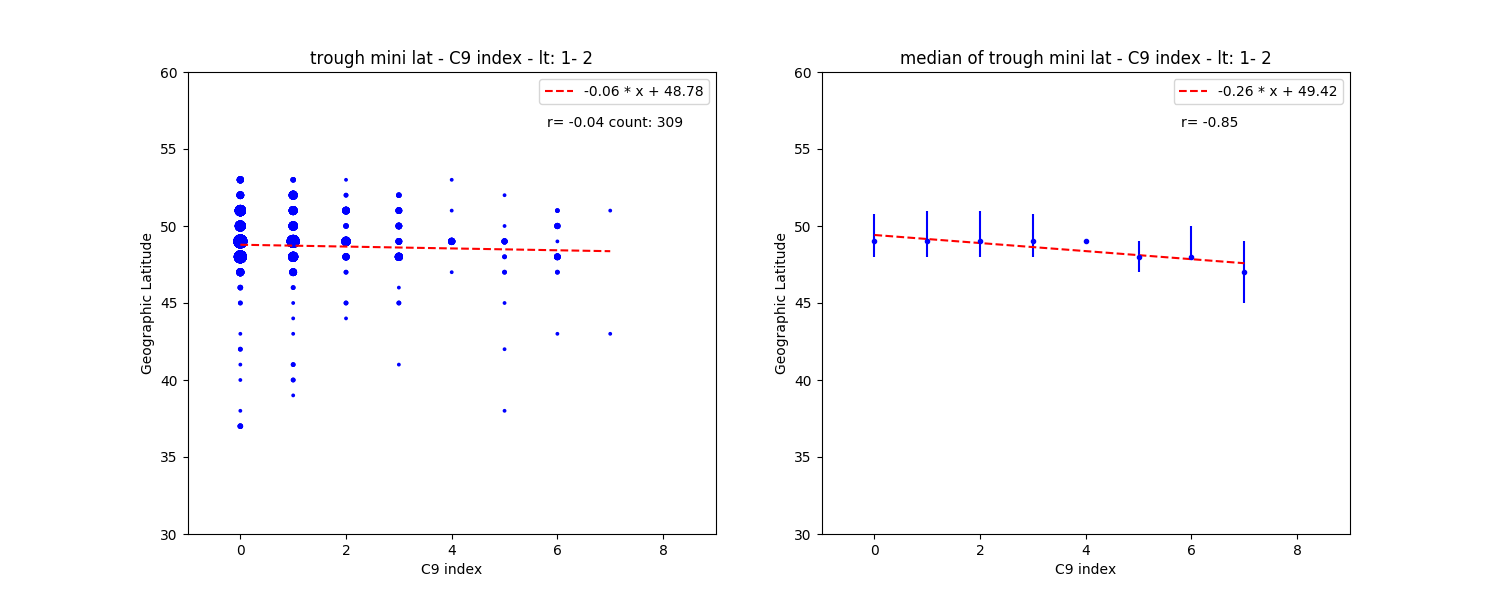 trough mini lat - C9 index - lt: 1- 2
60
55
50
45
40
35
30
Geographic Latitude
-0.06 * x + 48.78
r= -0.04 count: 309
0
2
4
6
8
C9 index
median of trough mini lat - C9 index - lt: 1- 2
60
55
50
45
40
35
30
Geographic Latitude
-0.26 * x + 49.42
r= -0.85
0
2
4
6
8
C9 index